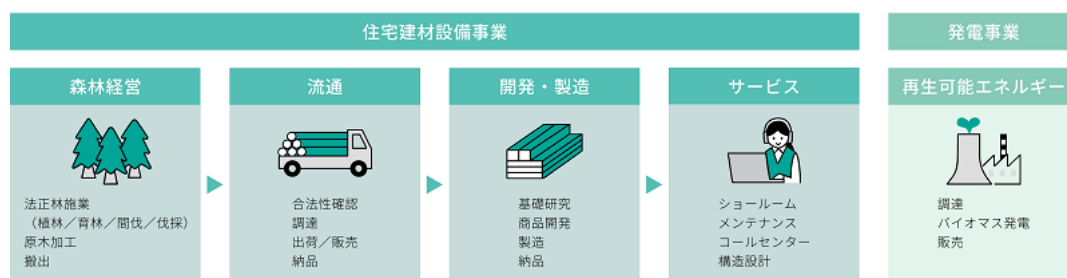 住宅建材設備事業
発電事業
森林経営
法正林施業
（植林／育林／間伐／伐採）
原木加工
搬出
流通
合法性確認
調達
出荷／販売
納品
開発・製造
基礎研究
商品開発
製造
納品
サービス
ショールーム
メンテナンス
コールセンター
構造設計
再生可能エネルギー
調達
バイオマス発電
販売